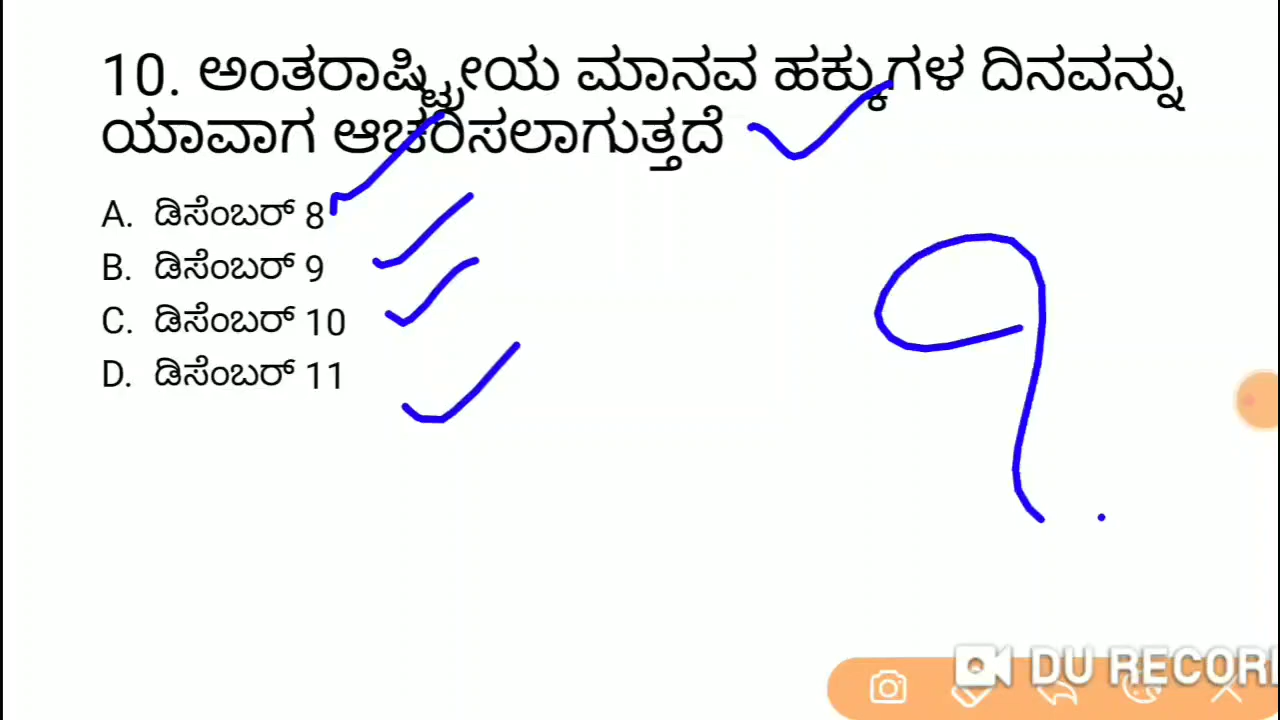 10. ಅಂತರಾಷ್ಟ್ರೀಯ ಮಾನವ ಹಕ್ಕುಗಳ ದಿನವನ್ನು
ಯಾವಾಗ ಆಚರಿಸಲಾಗುತ್ತದೆ
A. ಡಿಸೆಂಬರ್ 8
B. ಡಿಸೆಂಬರ್ 9
C. ಡಿಸೆಂಬರ್ 10
D. ಡಿಸೆಂಬರ್ 11
9
DU RECOR